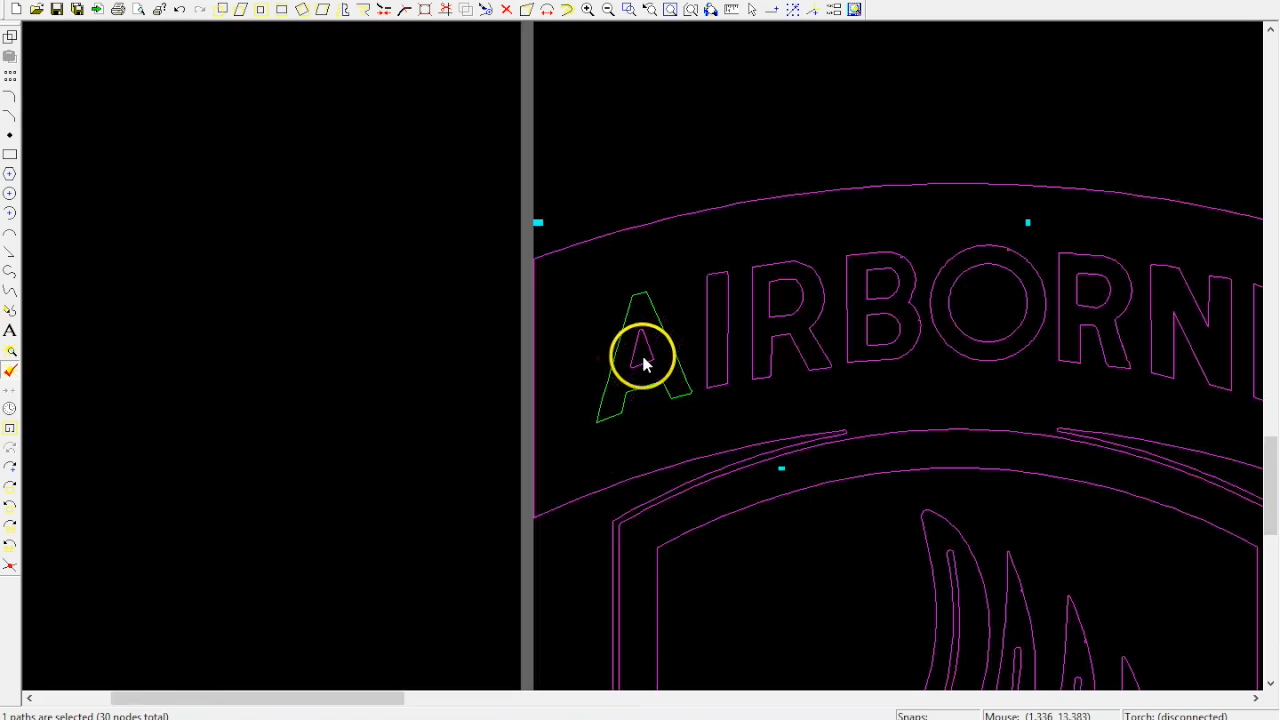 AIRBORN
1 paths are selected (30 nodes total)
Snaps:
Mouse: (1.336, 13.383)
Torch: (disconnected)